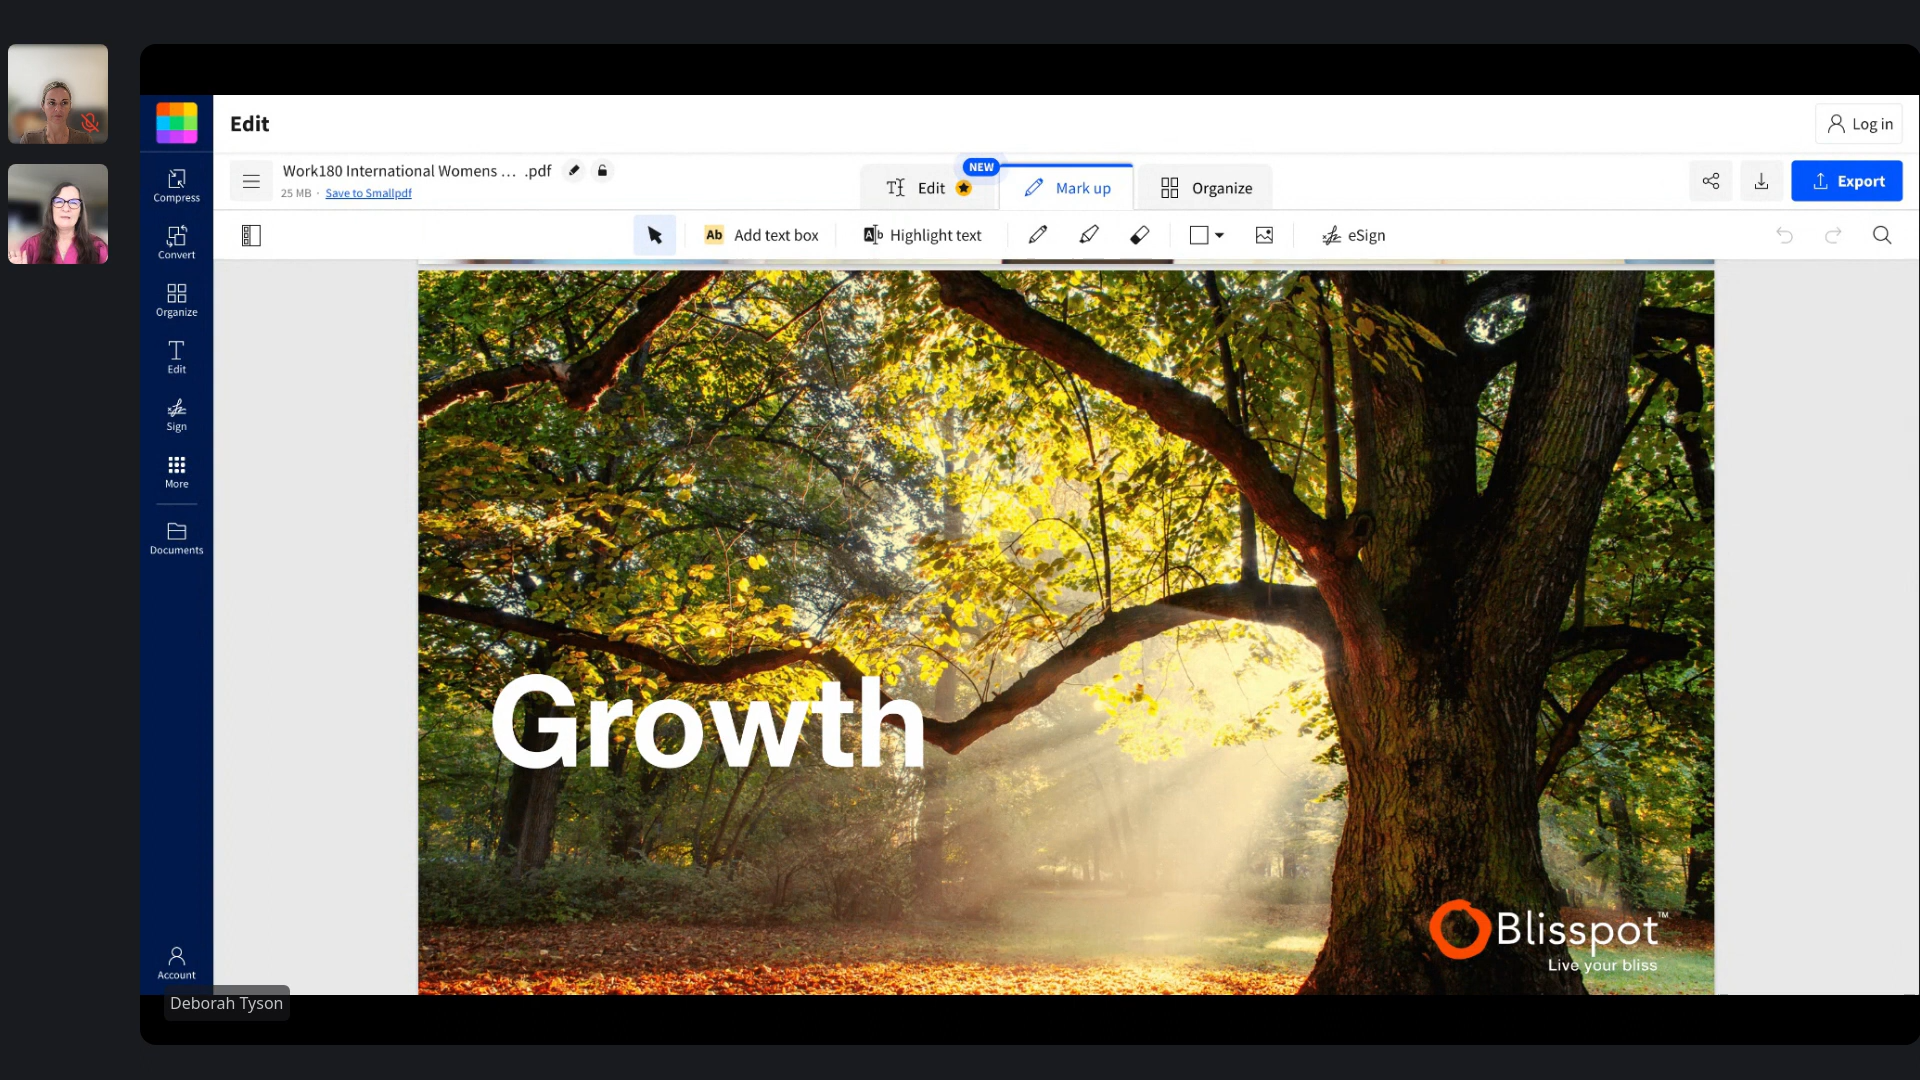 Edit
Log in
Work180 International Womens ... .pdf
25 MB · Save to Smallpdf
Edit
NEW
Mark up
Organize
Export
Ab Add text box
Ab Highlight text
eSign
Compress
Convert
Organize
Edit
Sign
More
Documents
Account
Growth
Blisspot™
Live your bliss
Deborah Tyson